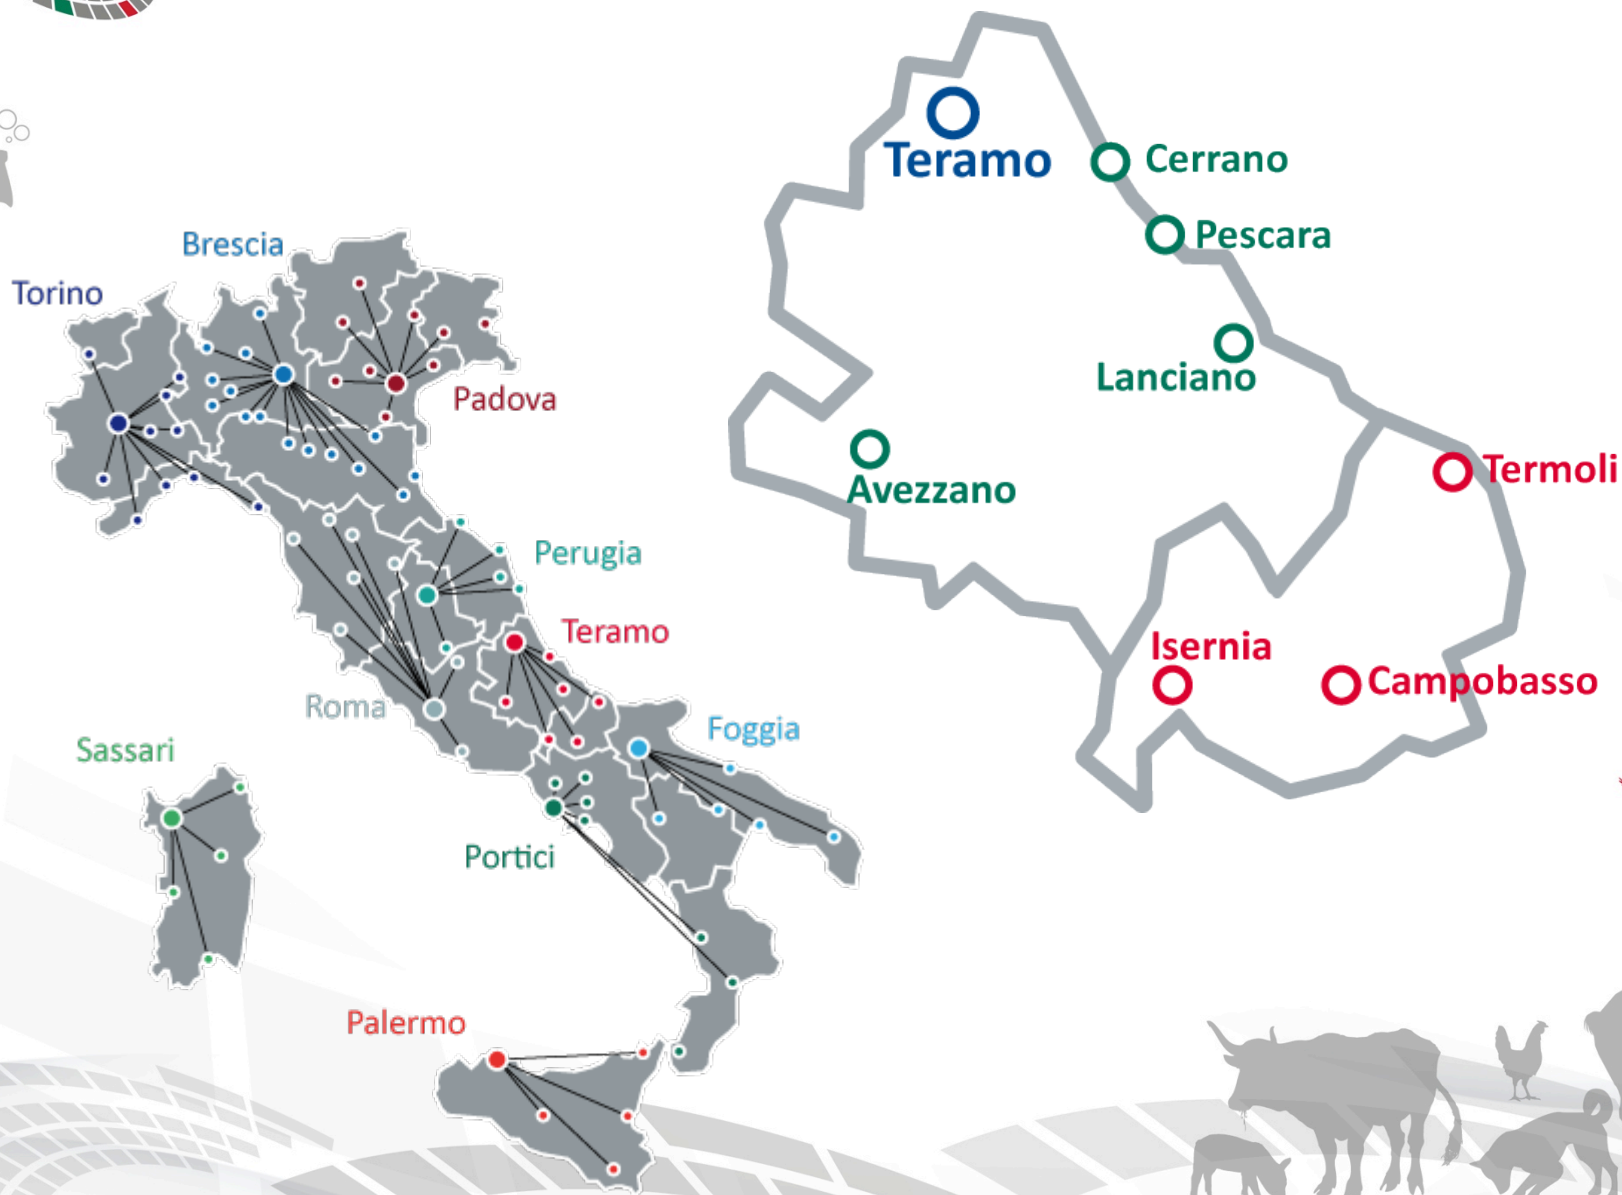 Brescia
Torino
Padova
Perugia
Teramo
Roma
Foggia
Sassari
Portici
Palermo
Teramo
Cerrano
Pescara
Lanciano
Avezzano
Termoli
Isernia
Campobasso